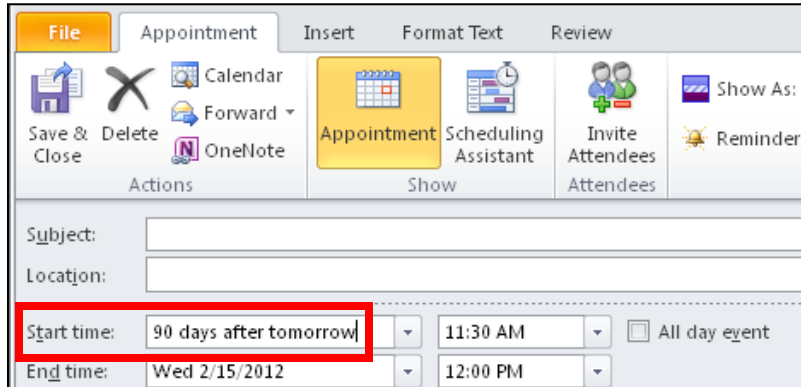 File Appointment Insert Format Text Review
Save & Close
Delete
Calendar
Forward
OneNote
Actions
Appointment
Scheduling Assistant
Show
Invite Attendees
Attendees
Show As:
Reminder
Subject:
Location:
Start time: 90 days after tomorrow 11:30 AM All day event
End time: Wed 2/15/2012 12:00 PM